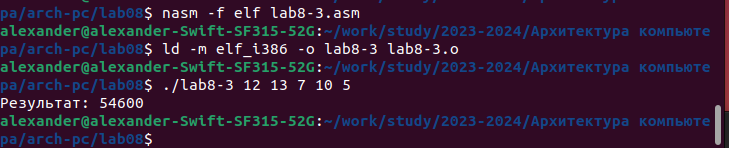 pa/arch-pc/lab08$ nasm -f elf lab8-3.asm
alexander@alexander-Swift-SF315-52G:~/work/study/2023-2024/Архитектура компьюте
pa/arch-pc/lab08$ ld -m elf_i386 -o lab8-3 lab8-3.o
alexander@alexander-Swift-SF315-52G:~/work/study/2023-2024/Архитектура компьюте
pa/arch-pc/lab08$ ./lab8-3 12 13 7 10 5
Результат: 54600
alexander@alexander-Swift-SF315-52G:~/work/study/2023-2024/Архитектура компьюте
pa/arch-pc/lab08$